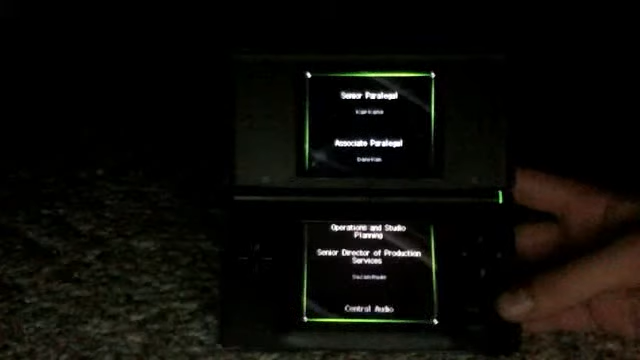 Senior Paralegal
Associate Paralegal
Operations and Studio
Planning
Senior Director of Production
Services
Central Audio